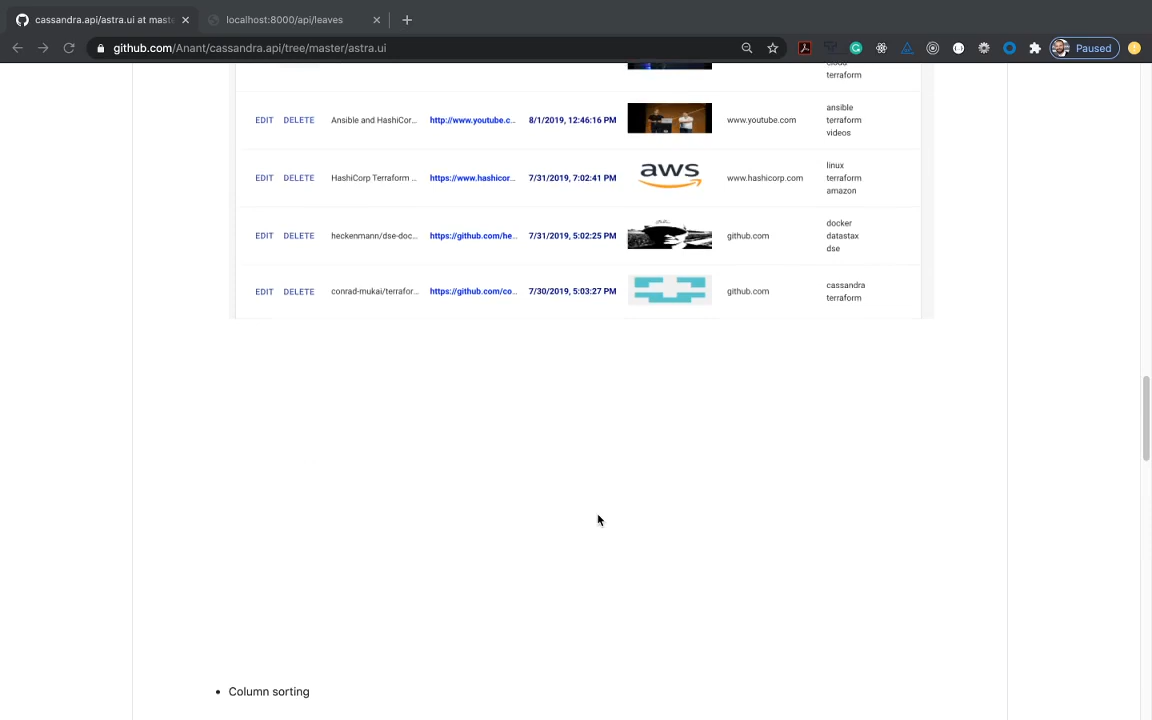 cassandra.api/astra.ui at maste
localhost:8000/api/leaves
github.com/Anant/cassandra.api/tree/master/astra.ui
Paused
cloud
terraform
EDIT DELETE Ansible and HashiCor... http://www.youtube.c... 8/1/2019, 12:46:16 PM www.youtube.com ansible
terraform
videos
EDIT DELETE HashiCorp Terraform ... https://www.hashicor... 7/31/2019, 7:02:41 PM aws www.hashicorp.com linux
terraform
amazon
EDIT DELETE heckenmann/dse-doc... https://github.com/he... 7/31/2019, 5:02:25 PM github.com docker
datastax
dse
EDIT DELETE conrad-mukai/terrafor... https://github.com/co... 7/30/2019, 5:03:27 PM github.com cassandra
terraform
• Column sorting